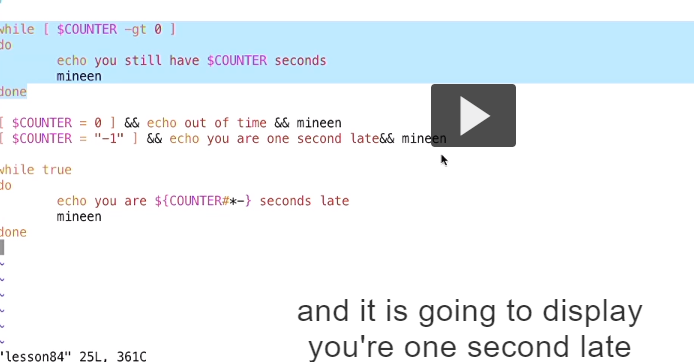 while [ $COUNTER -gt 0 ]
do
echo you still have $COUNTER seconds
mineen
done
[ $COUNTER = 0 ] && echo out of time && mineen
[ $COUNTER = "-1" ] && echo you are one second late&& mineen
while true
do
echo you are ${COUNTER#*-} seconds late
mineen
done
~
~
~
~
~
~
"lesson84" 25L, 361C
and it is going to display
you're one second late